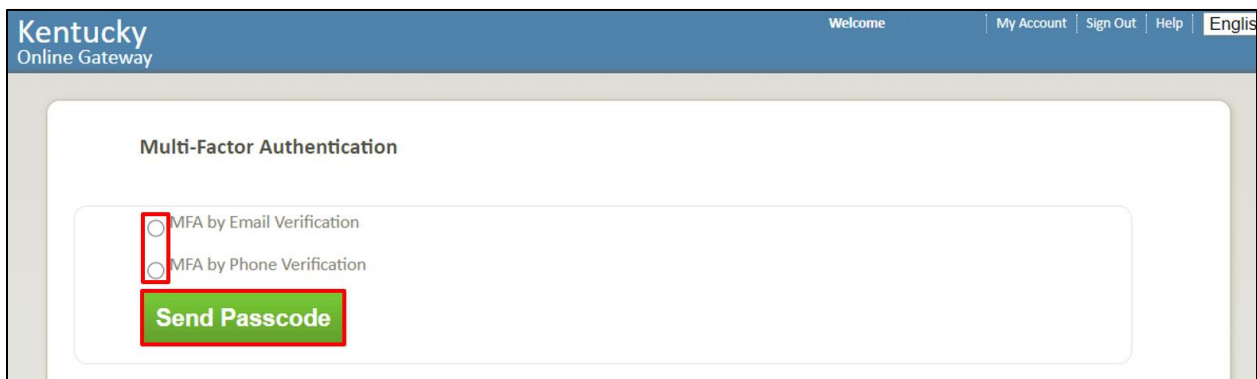 Kentucky
Online Gateway
Welcome My Account Sign Out Help Englis
Multi-Factor Authentication
MFA by Email Verification
MFA by Phone Verification
Send Passcode